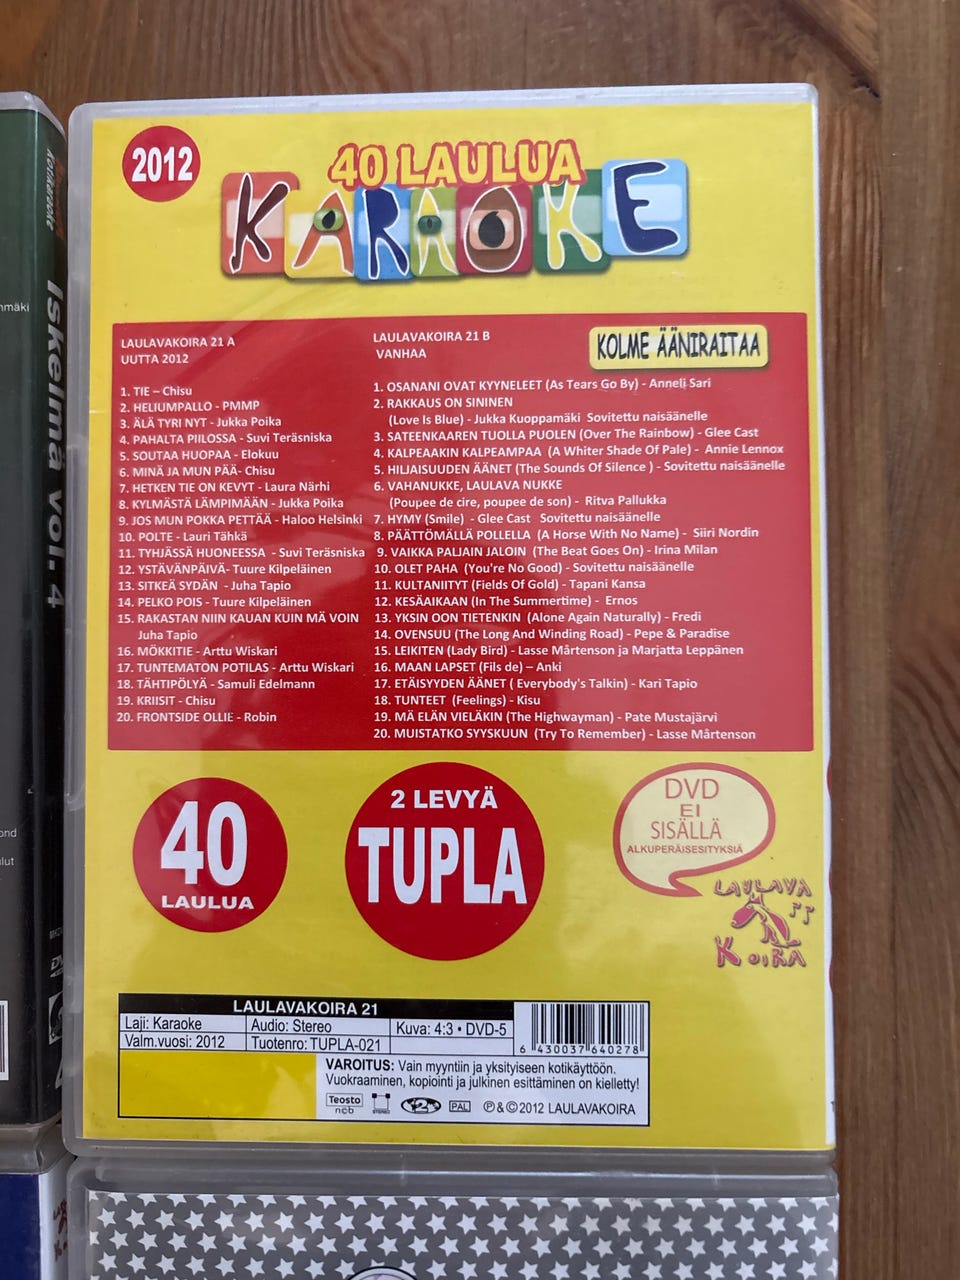 2012
40 LAULUA
KARAOKE
LAULAVAKOIRA 21 A
UUTTA 2012
1. TIE – Chisu
2. HELIUMPALLO - PMMP
3. ÄLÄ TYRI NYT - Jukka Poika
4. PAHALTA PIILOSSA - Suvi Teräsniska
5. SOUTAA HUOPAA - Elokuu
6. MINÄ JA MUN PÄÄ- Chisu
7. HETKEN TIE ON KEVYT - Laura Närhi
8. KYLMÄSTÄ LÄMPIMÄÄN - Jukka Poika
9. JOS MUN POKKA PETTÄÄ - Haloo Helsinki
10. POLTE - Lauri Tähkä
11. TYHJÄSSÄ HUONEESSA - Suvi Teräsniska
12. YSTÄVÄNPÄIVÄ- Tuure Kilpeläinen
13. SITKEÄ SYDÄN - Juha Tapio
14. PELKO POIS - Tuure Kilpeläinen
15. RAKASTAN NIIN KAUAN KUIN MÄ VOIN
Juha Tapio
16. MÖKKITIE - Arttu Wiskari
17. TUNTEMATON POTILAS - Arttu Wiskari
18. TÄHTIPÖLYÄ - Samuli Edelmann
19. KRIISIT - Chisu
20. FRONTSIDE OLLIE - Robin
LAULAVAKOIRA 21 B
VANHAA
KOLME ÄÄNIRAITAA
1. OSANANI OVAT KYYNELEET (As Tears Go By) - Anneli Sari
2. RAKKAUS ON SININEN
(Love Is Blue) - Jukka Kuoppamäki Sovitettu naisäänelle
3. SATEENKAAREN TUOLLA PUOLEN (Over The Rainbow) - Glee Cast
4. KALPEAAKIN KALPEAMPAA (A Whiter Shade Of Pale) - Annie Lennox
5. HILJAISUUDEN ÄÄNET (The Sounds Of Silence ) - Sovitettu naisäänelle
6. VAHANUKKE, LAULAVA NUKKE
(Poupee de cire, poupee de son) - Ritva Pallukka
7. HYMY (Smile) - Glee Cast Sovitettu naisäänelle
8. PÄÄTTÖMÄLLÄ POLLELLA (A Horse With No Name) - Siiri Nordin
9. VAIKKA PALJAIN JALOIN (The Beat Goes On) - Irina Milan
10. OLET PAHA (You're No Good) - Sovitettu naisäänelle
11. KULTANIITYT (Fields Of Gold) - Tapani Kansa
12. KESÄAIKAAN (In The Summertime) - Ernos
13. YKSIN OON TIETENKIN (Alone Again Naturally) - Fredi
14. OVENSUU (The Long And Winding Road) - Pepe & Paradise
15. LEIKITEN (Lady Bird) - Lasse Mårtenson ja Marjatta Leppänen
16. MAAN LAPSET (Fils de) – Anki
17. ETÄISYYDEN ÄÄNET ( Everybody's Talkin) - Kari Tapio
18. TUNTEET (Feelings) - Kisu
19. MÄ ELÄN VIELÄKIN (The Highwayman) - Pate Mustajärvi
20. MUISTATKO SYYSKUUN (Try To Remember) - Lasse Mårtenson
40
LAULUA
2 LEVYÄ
TUPLA
DVD
EI
SISÄLLÄ
ALKUPERÄISESITYKSIÄ
LAULAVA
KOIRA
LAULAVAKOIRA 21
Laji: Karaoke
Audio: Stereo
Kuva: 4:3 • DVD-5
Valm.vuosi: 2012
Tuotenro: TUPLA-021
6 430037 640278
VAROITUS: Vain myyntiin ja yksityiseen kotikäyttöön.
Vuokraaminen, kopiointi ja julkinen esittäminen on kielletty!
Teosto
ncb
STEREO
2
PAL
℗&©2012 LAULAVAKOIRA
Kotikaraoke
Iskelmä vol. 4